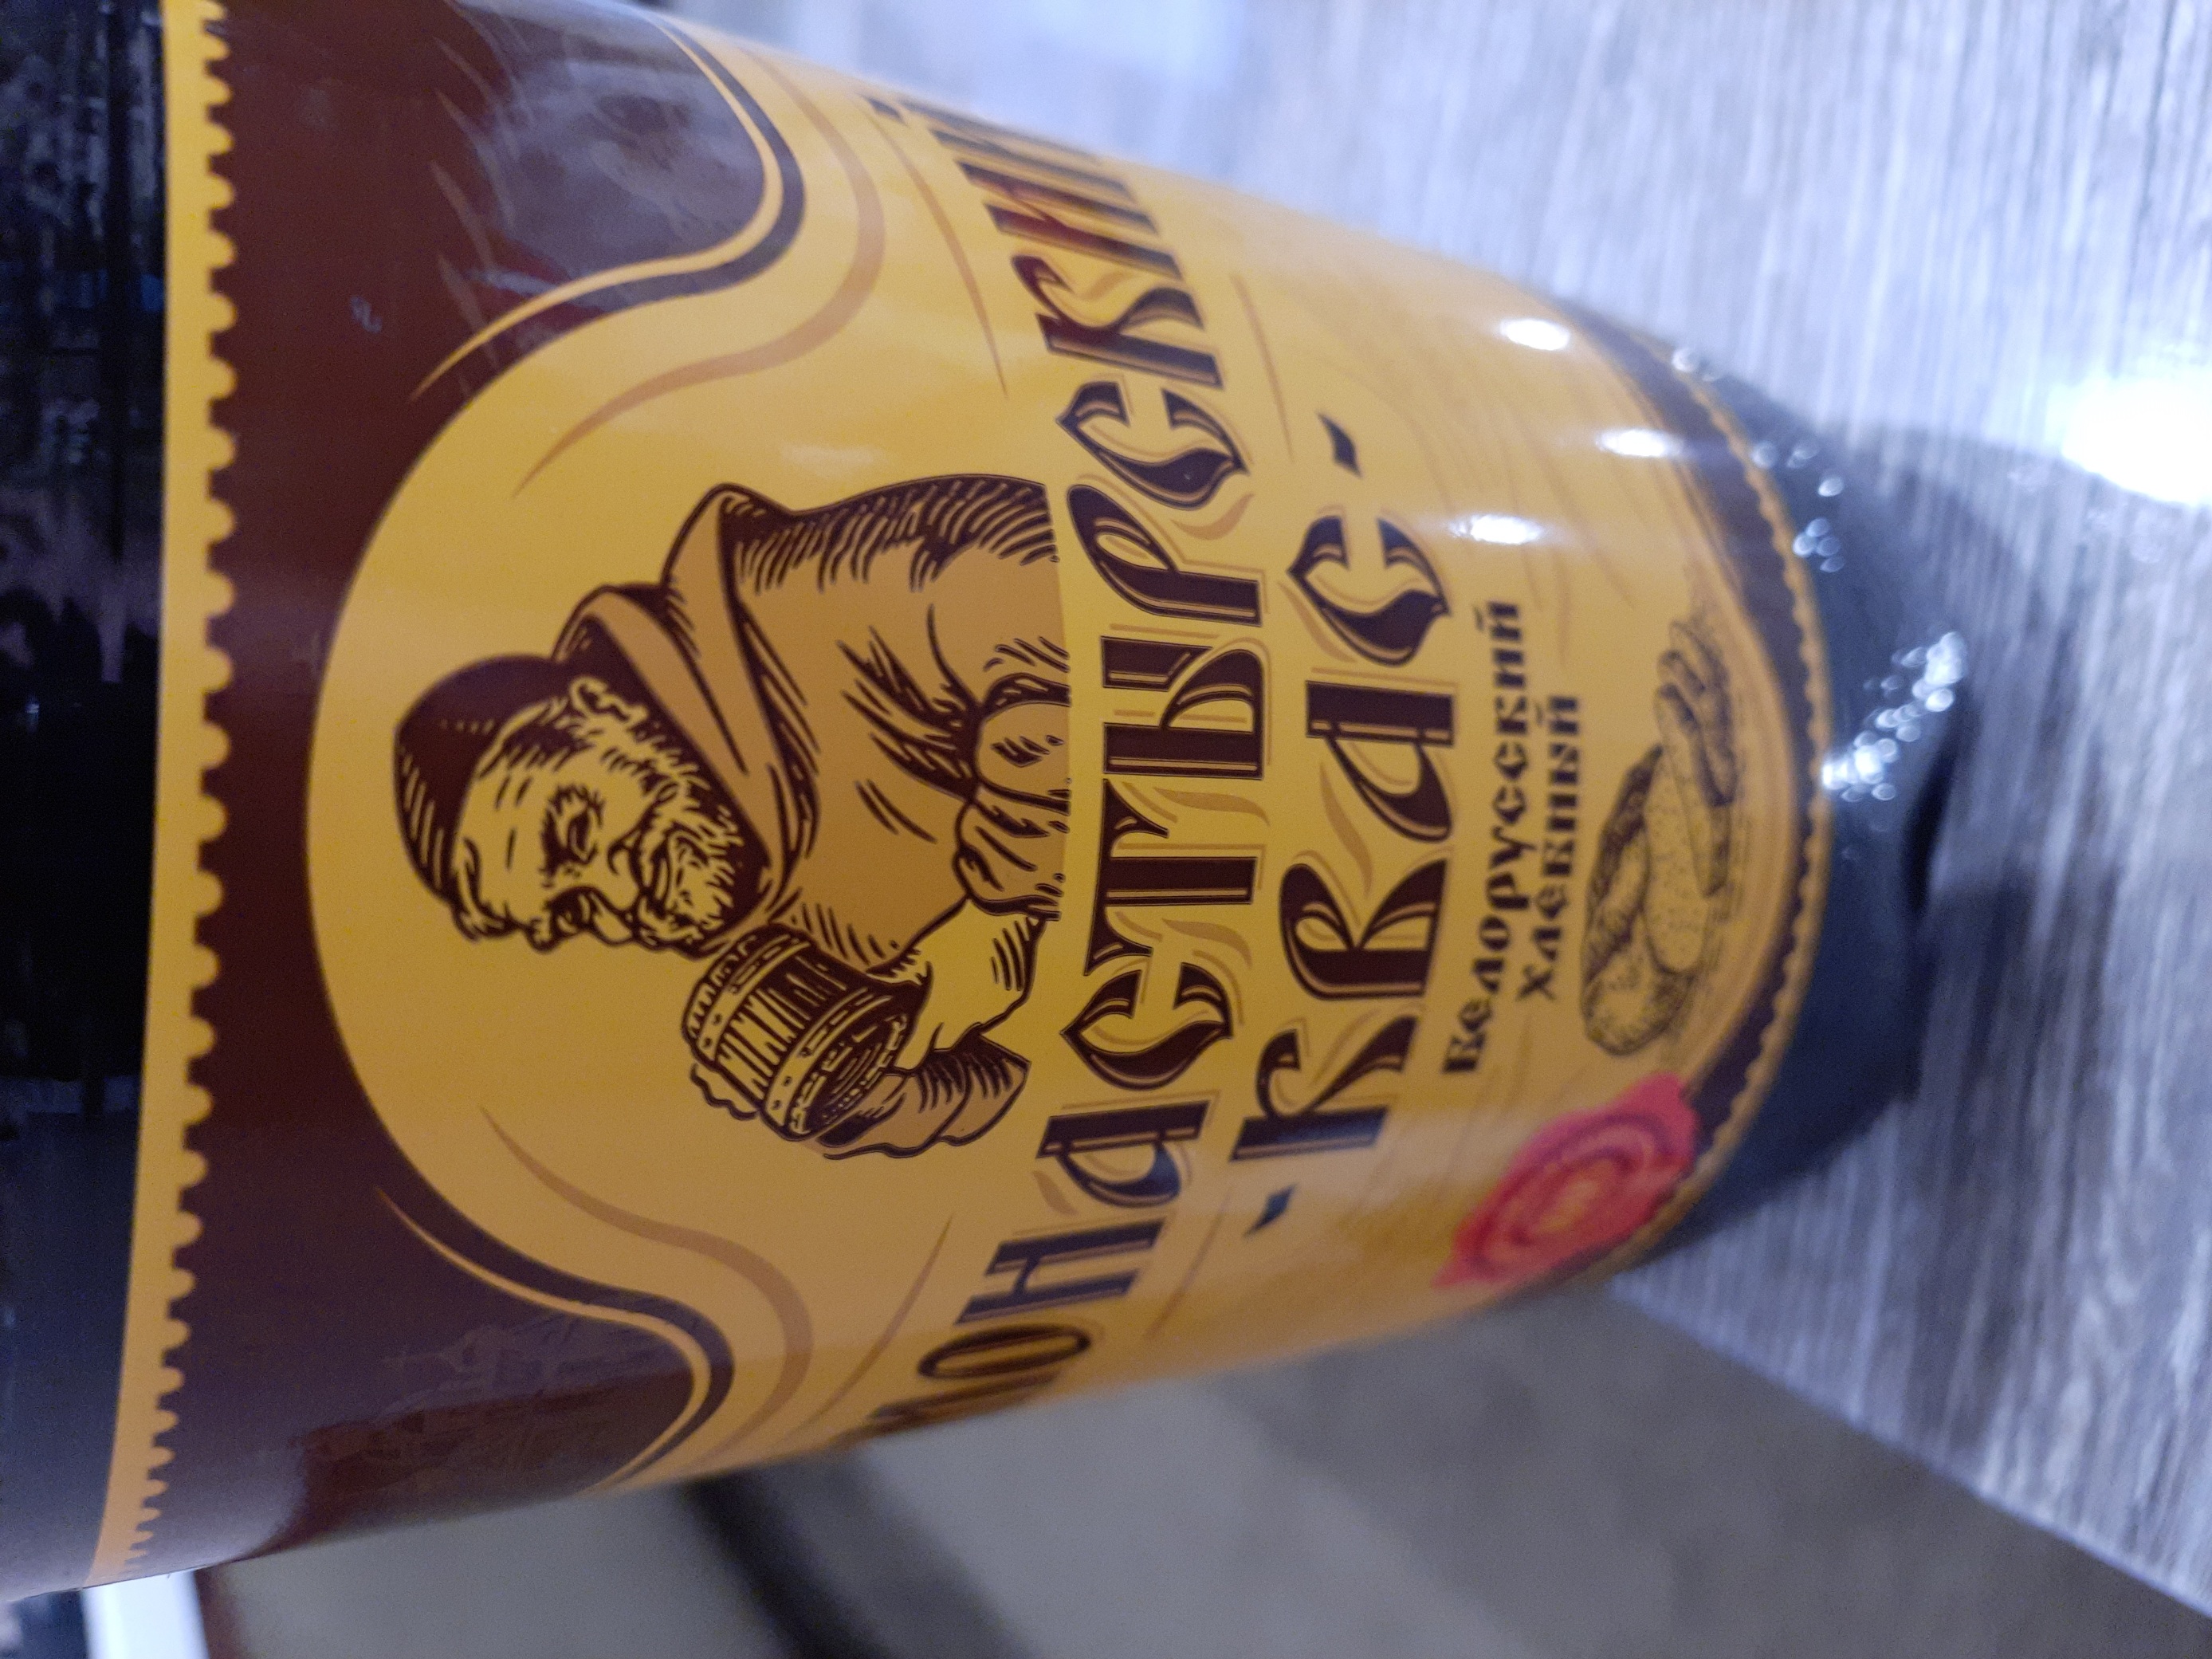 МОНАСТЫРСКИЙ
- КВАС -
Белорусский
хлебный